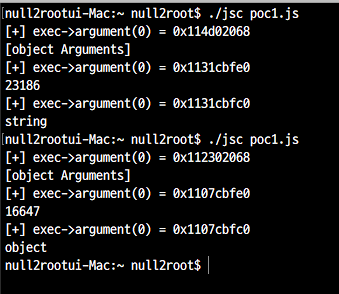 null2rootui-Mac:~ null2root$ ./jsc poc1.js
[+] exec->argument(0) = 0x114d02068
[object Arguments]
[+] exec->argument(0) = 0x1131cbfe0
23186
[+] exec->argument(0) = 0x1131cbfc0
string
null2rootui-Mac:~ null2root$ ./jsc poc1.js
[+] exec->argument(0) = 0x112302068
[object Arguments]
[+] exec->argument(0) = 0x1107cbfe0
16647
[+] exec->argument(0) = 0x1107cbfc0
object
null2rootui-Mac:~ null2root$